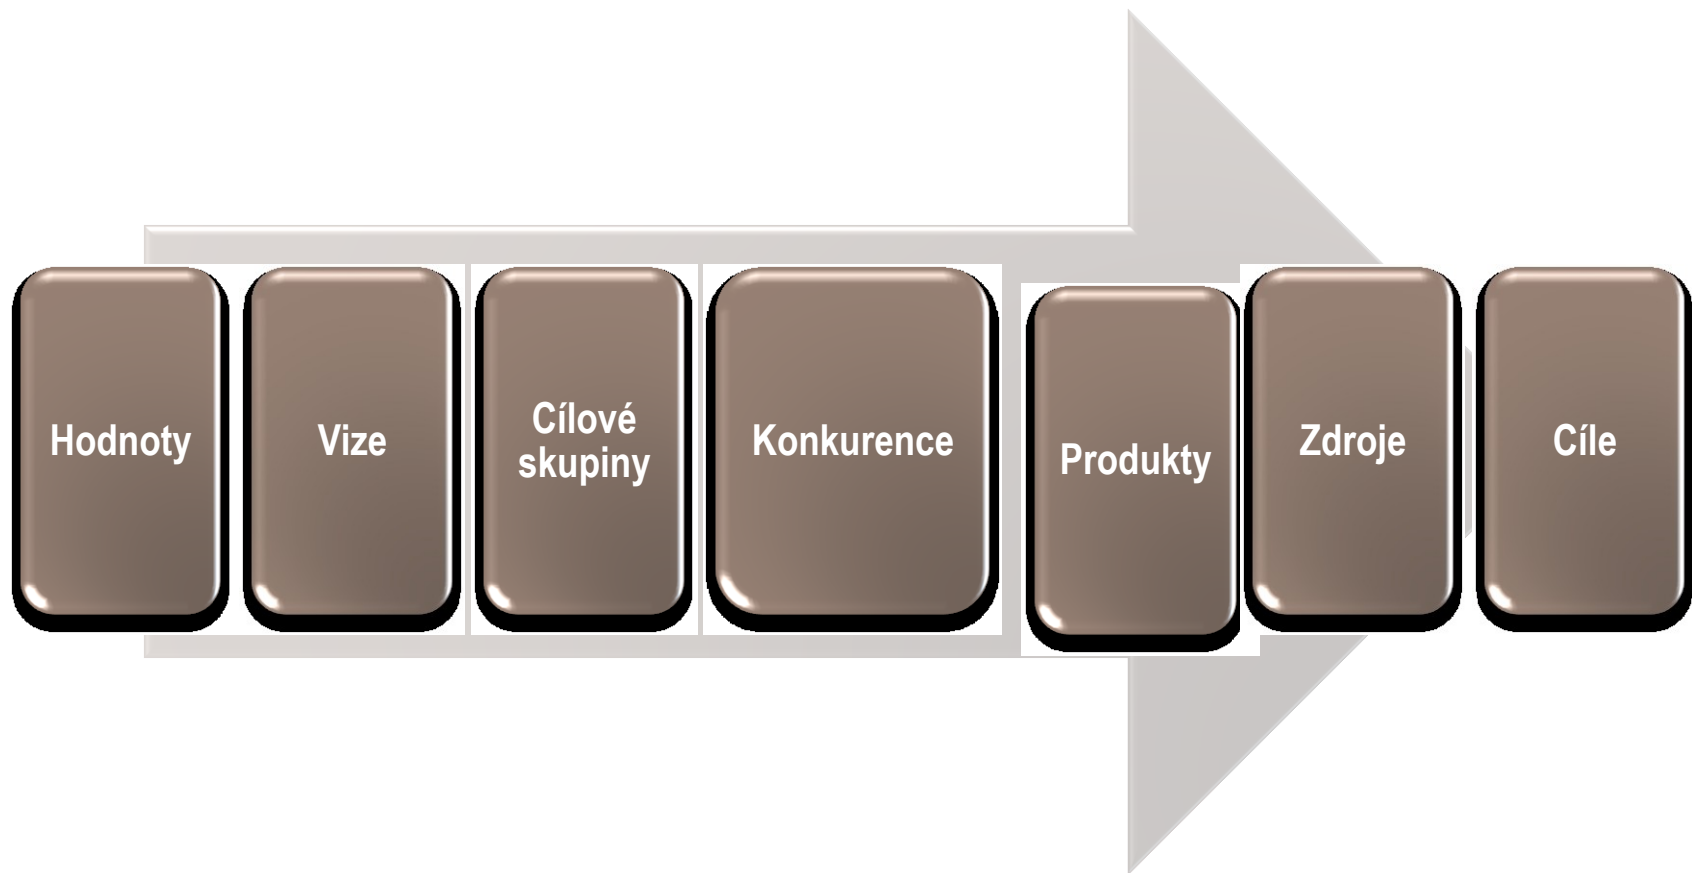 Hodnoty
Vize
Cílové
skupiny
Konkurence
Produkty
Zdroje
Cíle